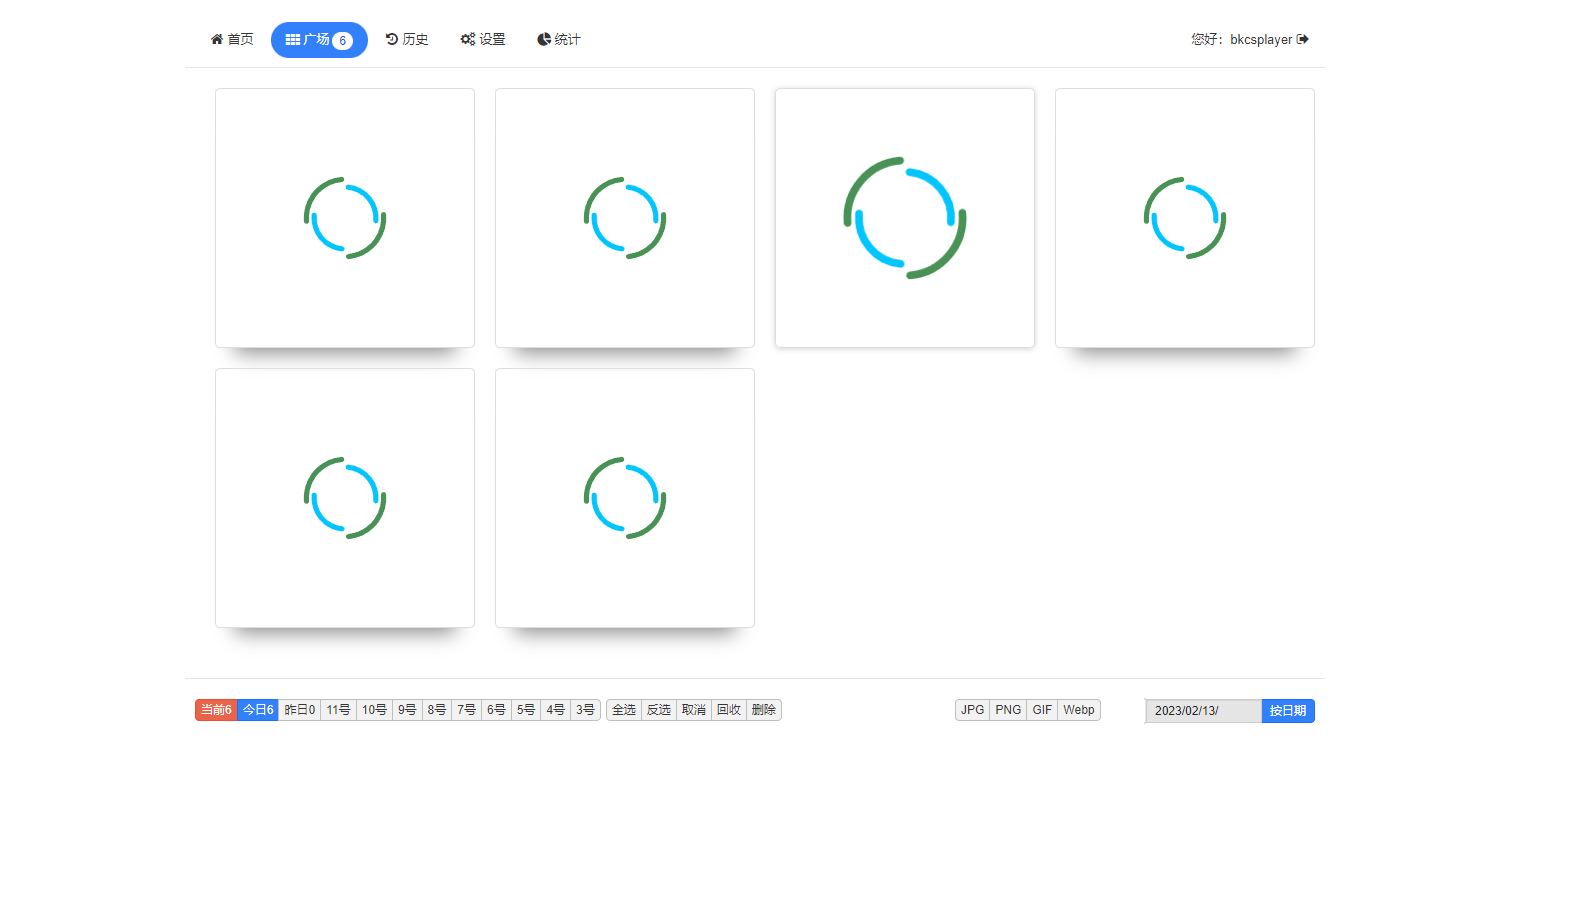 首页 广场 6 历史 设置 统计 您好：bkcsplayer
当前6 今日6 昨日0 11号 10号 9号 8号 7号 6号 5号 4号 3号 全选 反选 取消 回收 删除 JPG PNG GIF Webp 2023/02/13/ 按日期